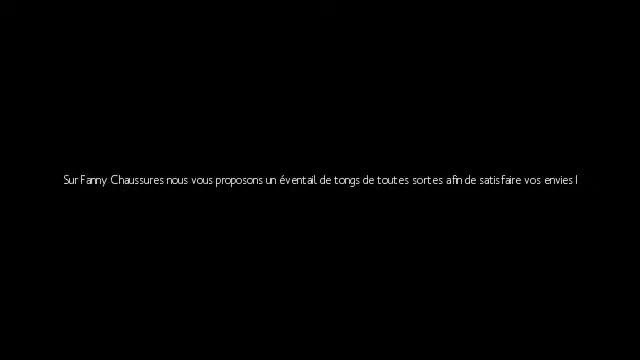 Sur Fanny Chaussures nous vous proposons un éventail de tongs de toutes sortes afin de satisfaire vos envies !